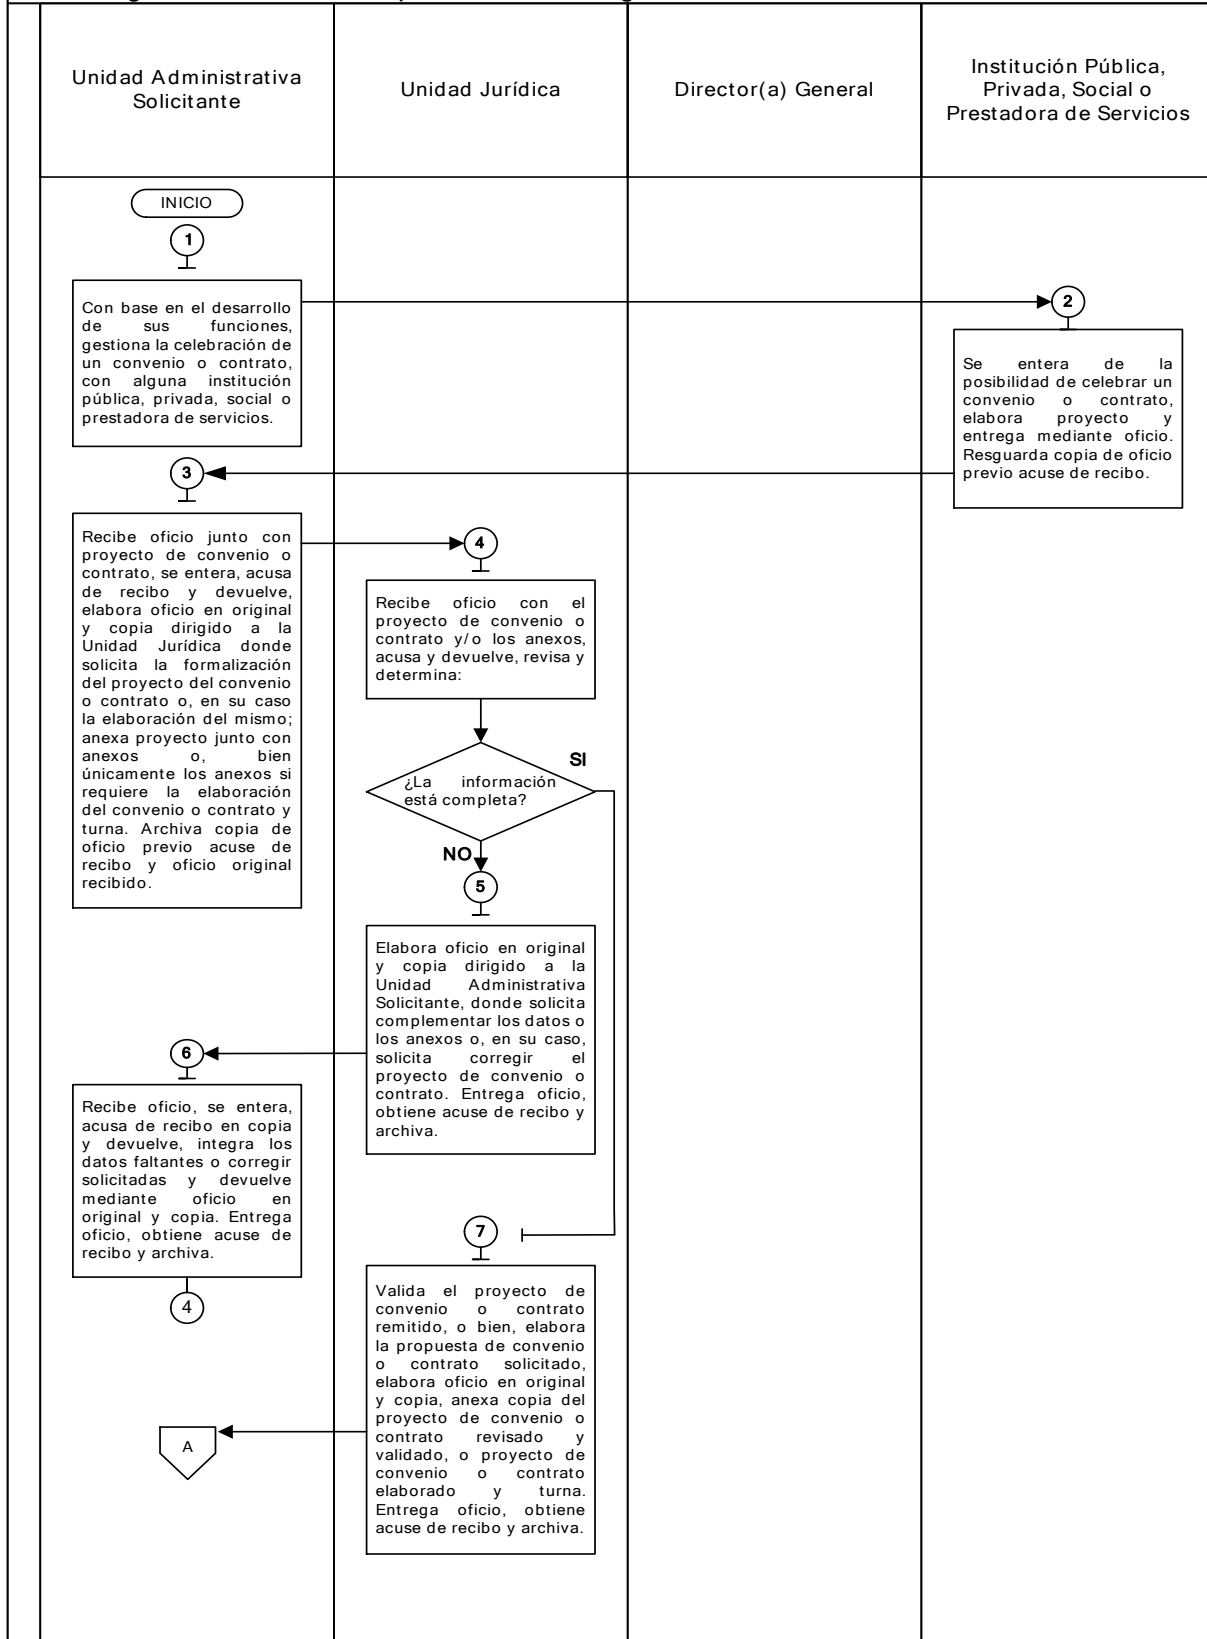 Unidad Administrativa
Solicitante
Unidad Jurídica
Director(a) General
Institución Pública,
Privada, Social o
Prestadora de Servicios
INICIO
1
Con base en el desarrollo
de sus funciones,
gestiona la celebración de
un convenio o contrato,
con alguna institución
pública, privada, social o
prestadora de servicios.
2
Se entera de la
posibilidad de celebrar un
convenio o contrato,
elabora proyecto y
entrega mediante oficio.
Resguarda copia de oficio
previo acuse de recibo.
3
Recibe oficio junto con
proyecto de convenio o
contrato, se entera, acusa
de recibo y devuelve,
elabora oficio en original
y copia dirigido a la
Unidad Jurídica donde
solicita la formalización
del proyecto del convenio
o contrato o, en su caso
la elaboración del mismo;
anexa proyecto junto con
anexos o, bien
únicamente los anexos si
requiere la elaboración
del convenio o contrato y
turna. Archiva copia de
oficio previo acuse de
recibo y oficio original
recibido.
4
Recibe oficio con el
proyecto de convenio o
contrato y/o los anexos,
acusa y devuelve, revisa y
determina:
SI
¿La información
está completa?
NO
5
Elabora oficio en original
y copia dirigido a la
Unidad Administrativa
Solicitante, donde solicita
complementar los datos o
los anexos o, en su caso,
solicita corregir el
proyecto de convenio o
contrato. Entrega oficio,
obtiene acuse de recibo y
archiva.
6
Recibe oficio, se entera,
acusa de recibo en copia
y devuelve, integra los
datos faltantes o corregir
solicitadas y devuelve
mediante oficio en
original y copia. Entrega
oficio, obtiene acuse de
recibo y archiva.
4
7
Valida el proyecto de
convenio o contrato
remitido, o bien, elabora
la propuesta de convenio
o contrato solicitado,
elabora oficio en original
y copia, anexa copia del
proyecto de convenio o
contrato revisado y
validado, o proyecto de
convenio o contrato
elaborado y turna.
Entrega oficio, obtiene
acuse de recibo y archiva.
A